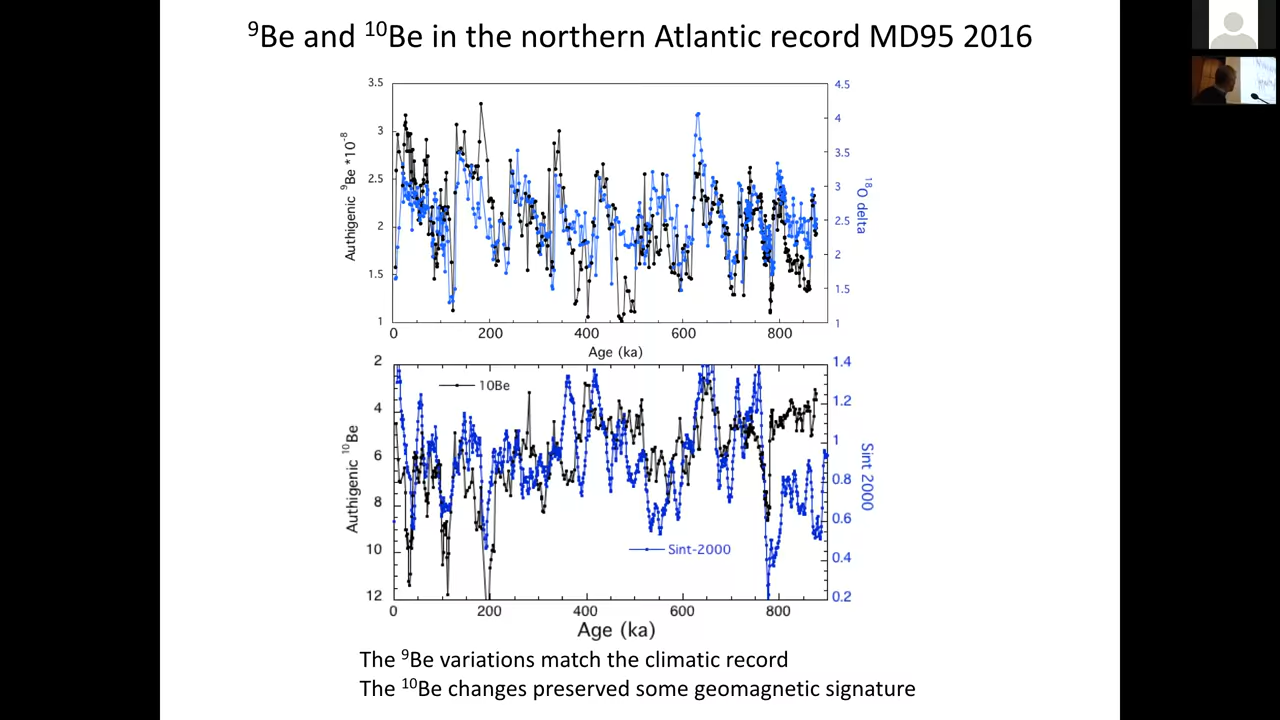 ⁹Be and ¹⁰Be in the northern Atlantic record MD95 2016
3.5
3
2.5
2
1.5
1
Authigenic ⁹Be *10⁻⁸
4.5
4
3.5
3
2.5
2
1.5
1
¹⁸O delta
0 200 400 600 800
Age (ka)
2
4
6
8
10
12
Authigenic ¹⁰Be
10Be
Sint-2000
1.4
1.2
1
0.8
0.6
0.4
0.2
Sint 2000
0 200 400 600 800
Age (ka)
The ⁹Be variations match the climatic record
The ¹⁰Be changes preserved some geomagnetic signature